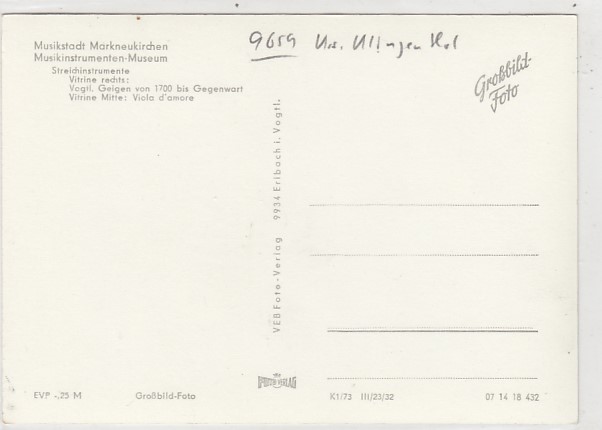 Musikstadt Markneukirchen
Musikinstrumenten-Museum
Streichinstrumente
Vitrine rechts:
Vogtl. Geigen von 1700 bis Gegenwart
Vitrine Mitte: Viola d'amore
9659
Großbild-
Foto
VEB Foto-Verlag 9934 Erlbach i. Vogtl.
EVP -,25 M
Großbild-Foto
K1/73 III/23/32
07 14 18 432